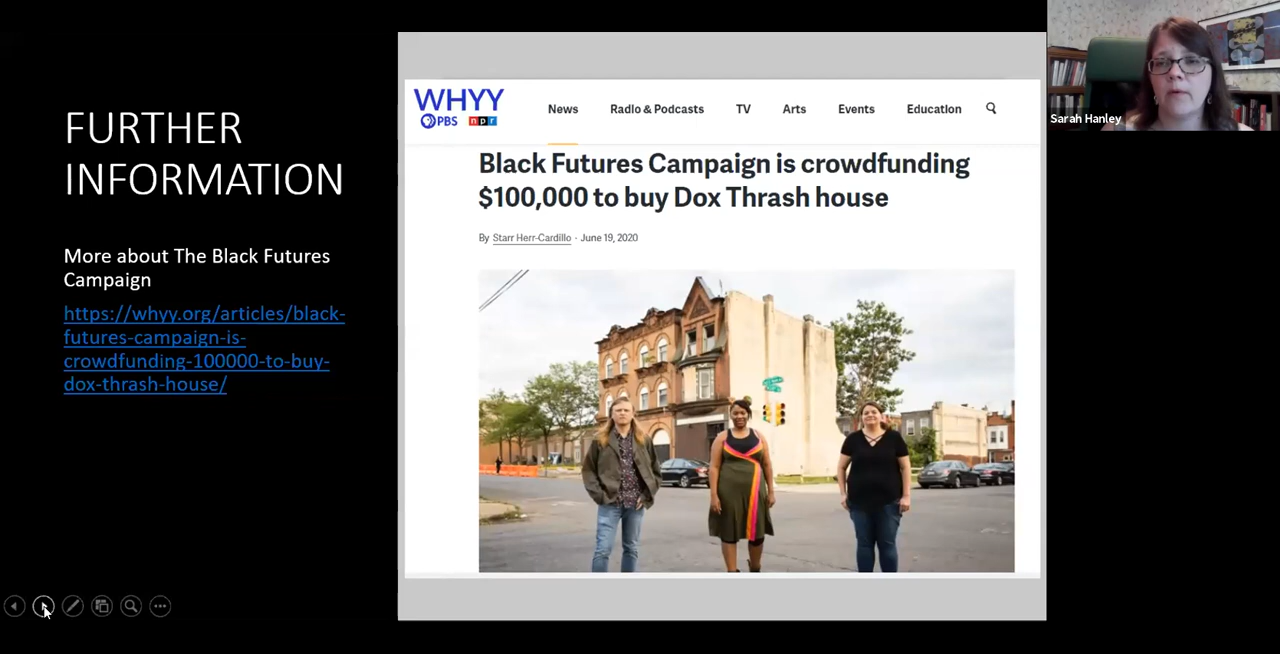 FURTHER
INFORMATION
More about The Black Futures
Campaign
https://whyy.org/articles/black-
futures-campaign-is-
crowdfunding-100000-to-buy-
dox-thrash-house/
WHYY
PBS npr
News Radio & Podcasts TV Arts Events Education
Black Futures Campaign is crowdfunding
$100,000 to buy Dox Thrash house
By Starr Herr-Cardillo · June 19, 2020
Sarah Hanley